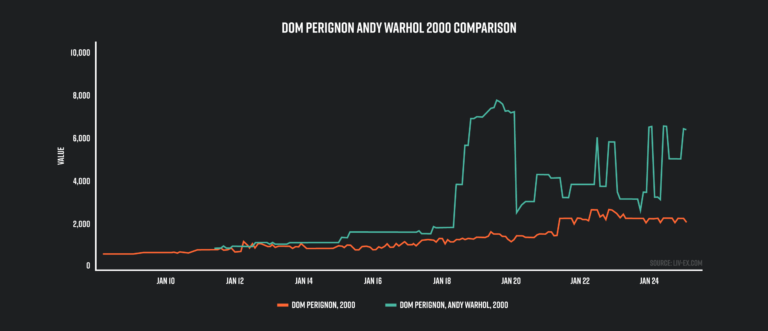 DOM PERIGNON ANDY WARHOL 2000 COMPARISON
10,000
8,000
6,000
4,000
2,000
0
VALUE
JAN 10 JAN 12 JAN 14 JAN 16 JAN 18 JAN 20 JAN 22 JAN 24
SOURCE: LIV-EX.COM
DOM PERIGNON, 2000 DOM PERIGNON, ANDY WARHOL, 2000